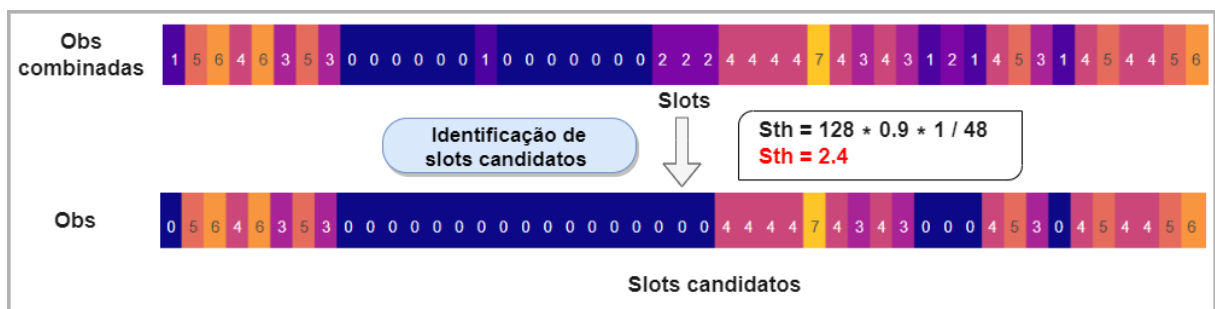 Obs
combinadas
1 5 6 4 6 3 5 3 0 0 0 0 0 0 1 0 0 0 0 0 0 0 2 2 2 4 4 4 4 7 4 3 4 3 1 2 1 4 5 3 1 4 5 4 4 5 6
Slots
Identificação de
slots candidatos
Sth = 128 * 0.9 * 1 / 48
Sth = 2.4
Obs
0 5 6 4 6 3 5 3 0 0 0 0 0 0 0 0 0 0 0 0 0 0 0 0 0 4 4 4 4 7 4 3 4 3 0 0 0 4 5 3 0 4 5 4 4 5 6
Slots candidatos